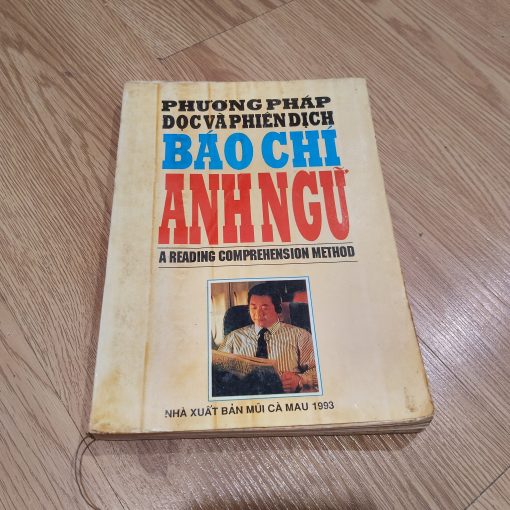 PHƯƠNG PHÁP
ĐỌC VÀ PHIÊN DỊCH
BÁO CHÍ
ANH NGỮ
A READING COMPREHENSION METHOD
NHÀ XUẤT BẢN MŨI CÀ MAU 1993